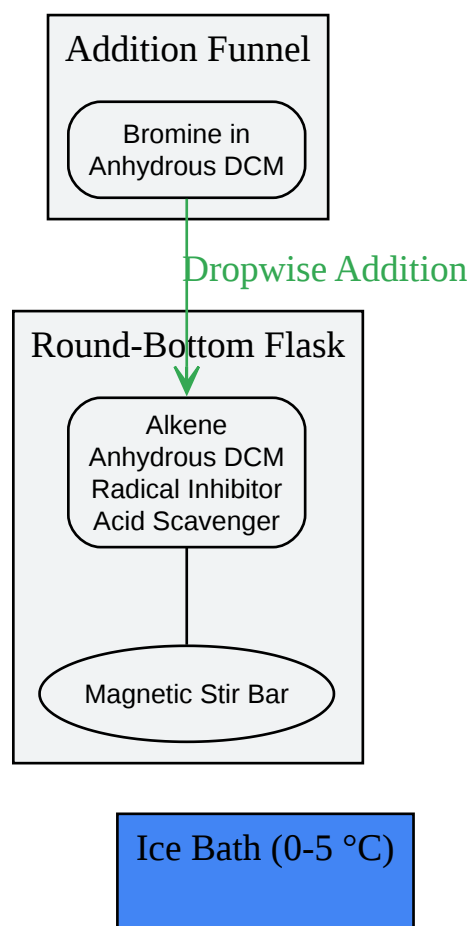 Addition Funnel
Bromine in
Anhydrous DCM
Dropwise Addition
Round-Bottom Flask
Alkene
Anhydrous DCM
Radical Inhibitor
Acid Scavenger
Magnetic Stir Bar
Ice Bath (0-5 °C)